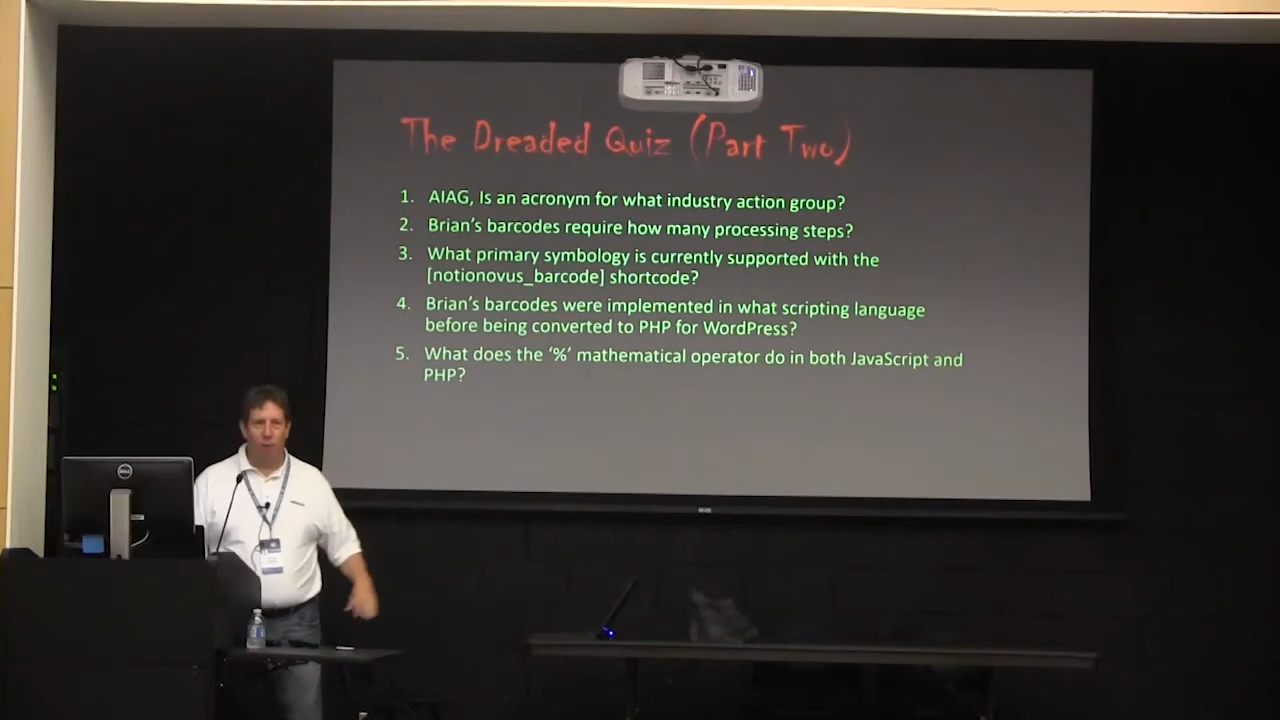 The Dreaded Quiz (Part Two)
1. AIAG, Is an acronym for what industry action group?
2. Brian's barcodes require how many processing steps?
3. What primary symbology is currently supported with the
[notionovus_barcode] shortcode?
4. Brian's barcodes were implemented in what scripting language
before being converted to PHP for WordPress?
5. What does the '%' mathematical operator do in both JavaScript and
PHP?
DELL